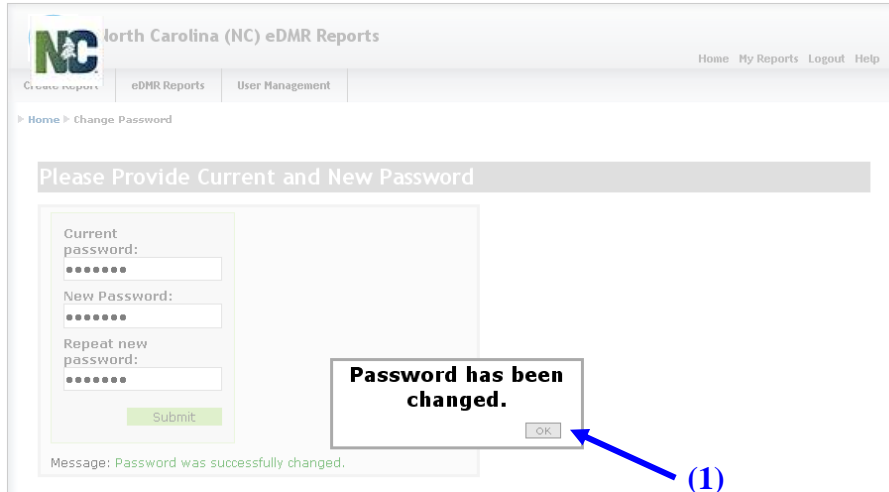 NC
North Carolina (NC) eDMR Reports
Home My Reports Logout Help
Create Report eDMR Reports User Management
Home Change Password
Please Provide Current and New Password
Current
password:
•••••••
New Password:
•••••••
Repeat new
password:
•••••••
Submit
Password has been
changed.
OK
Message: Password was successfully changed.
(1)